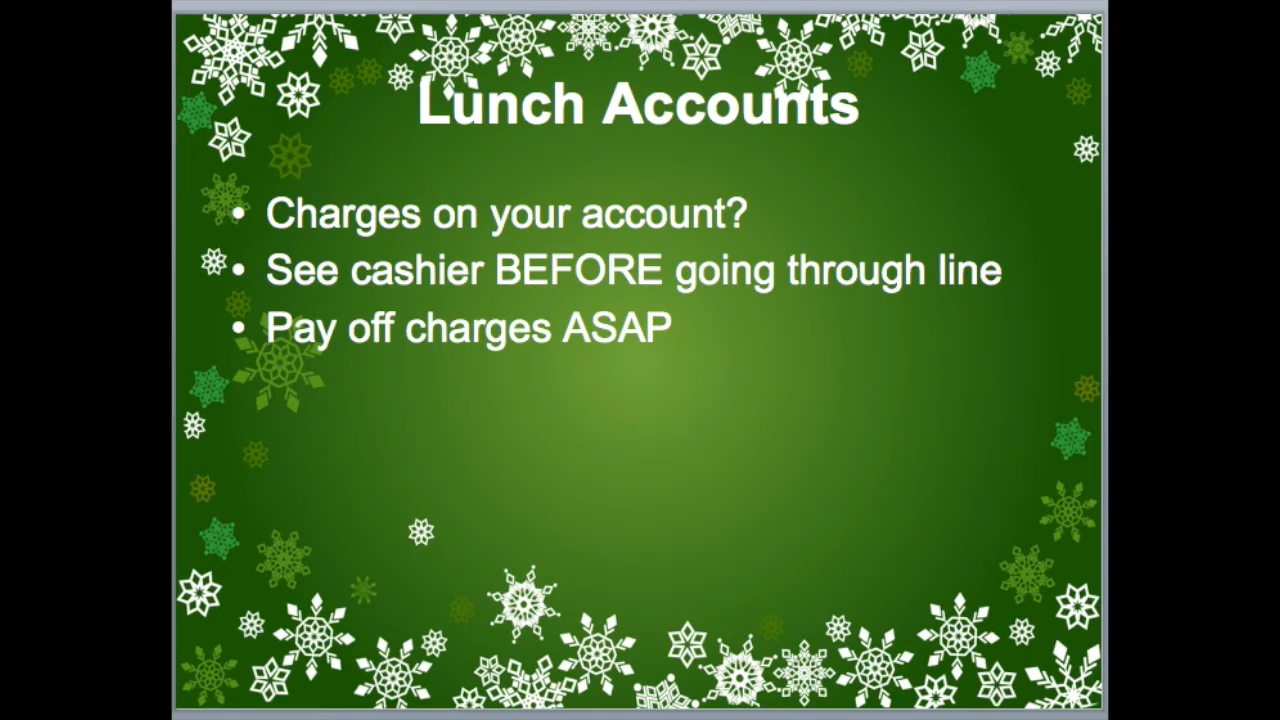 Lunch Accounts
• Charges on your account?
• See cashier BEFORE going through line
• Pay off charges ASAP